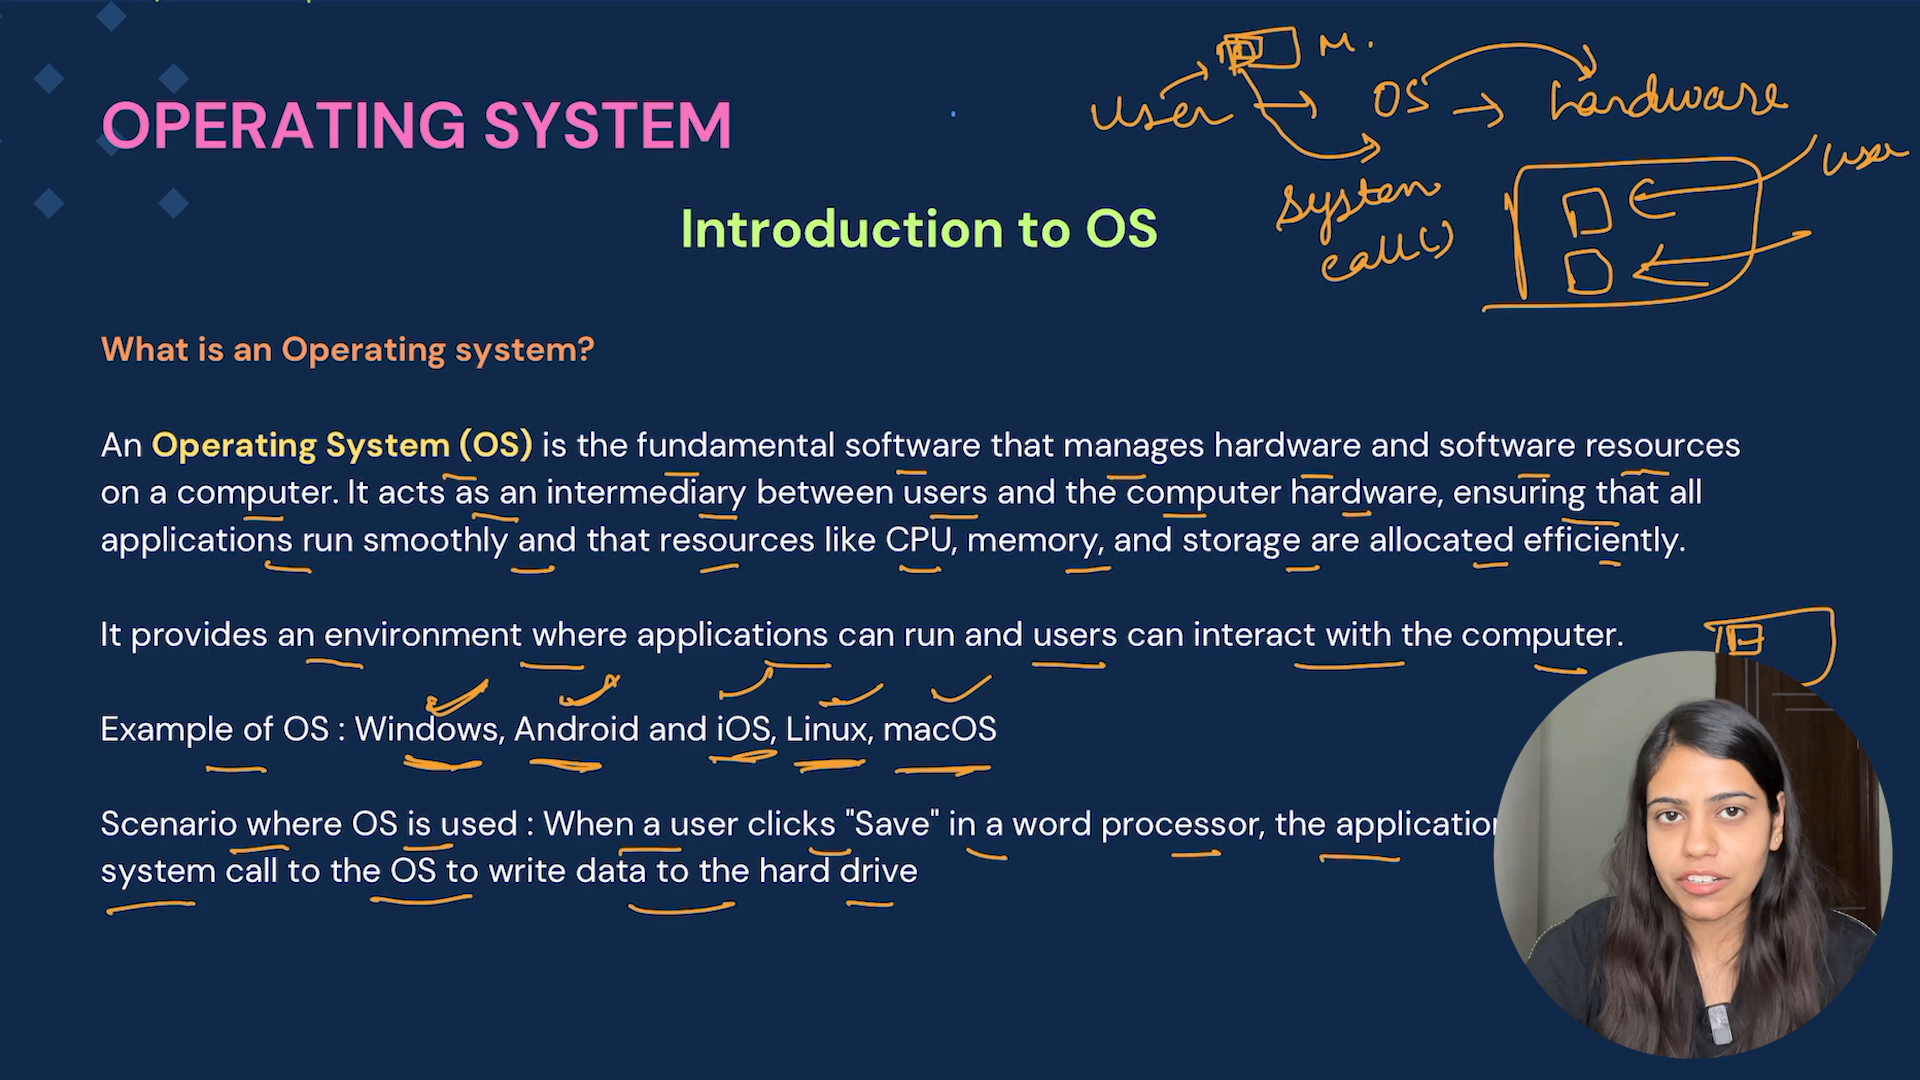 OPERATING SYSTEM
User → OS → hardware
M.
system
call()
user
Introduction to OS
What is an Operating system?
An Operating System (OS) is the fundamental software that manages hardware and software resources
on a computer. It acts as an intermediary between users and the computer hardware, ensuring that all
applications run smoothly and that resources like CPU, memory, and storage are allocated efficiently.
It provides an environment where applications can run and users can interact with the computer.
Example of OS : Windows, Android and iOS, Linux, macOS
Scenario where OS is used : When a user clicks "Save" in a word processor, the application
system call to the OS to write data to the hard drive